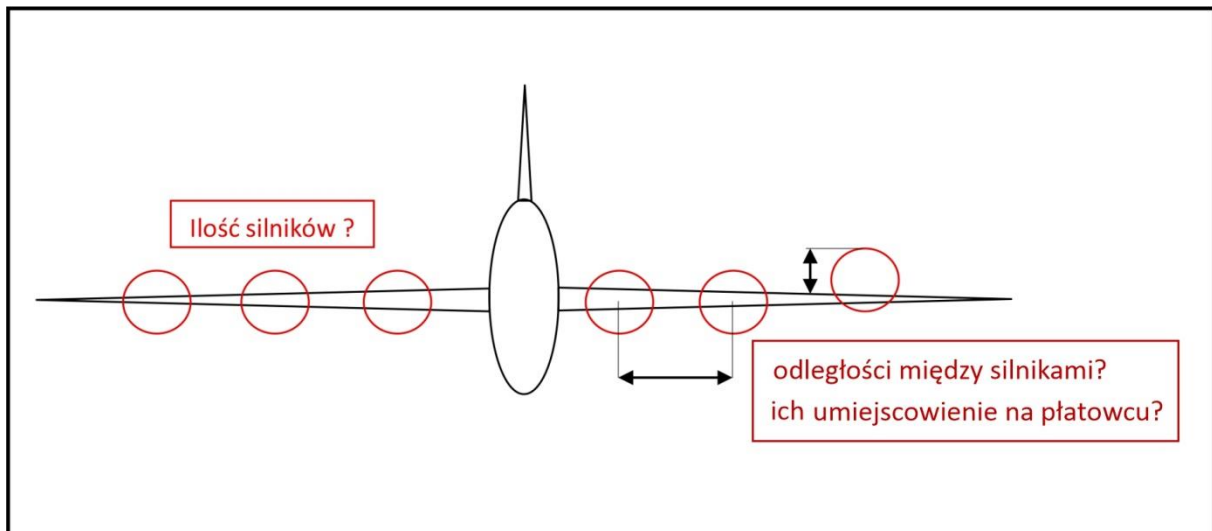 Ilość silników ?
odległości między silnikami?
ich umiejscowienie na płatowcu?